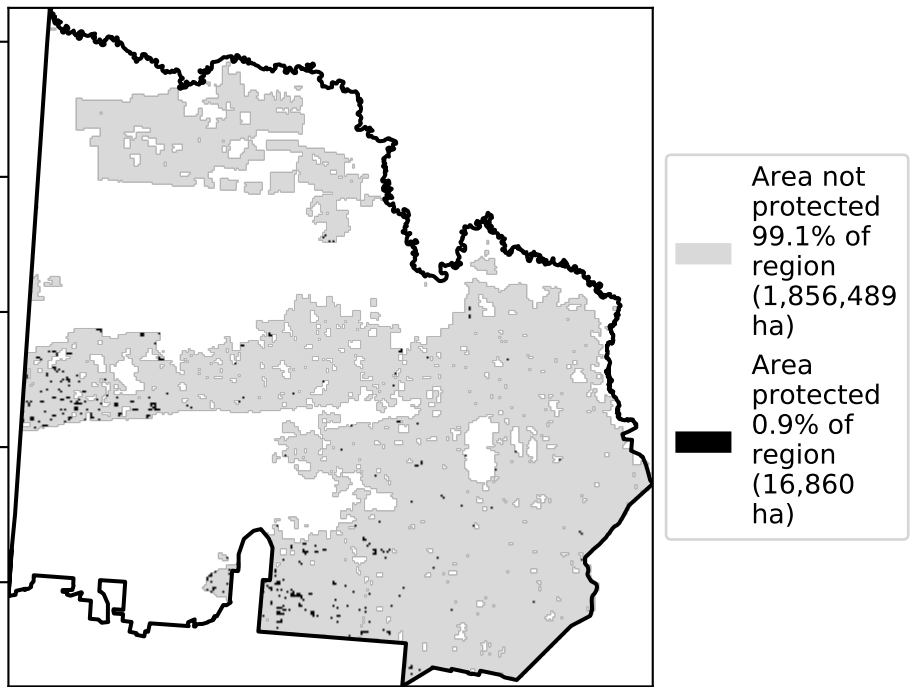 Area not
protected
99.1% of
region
(1,856,489
ha)
Area
protected
0.9% of
region
(16,860
ha)